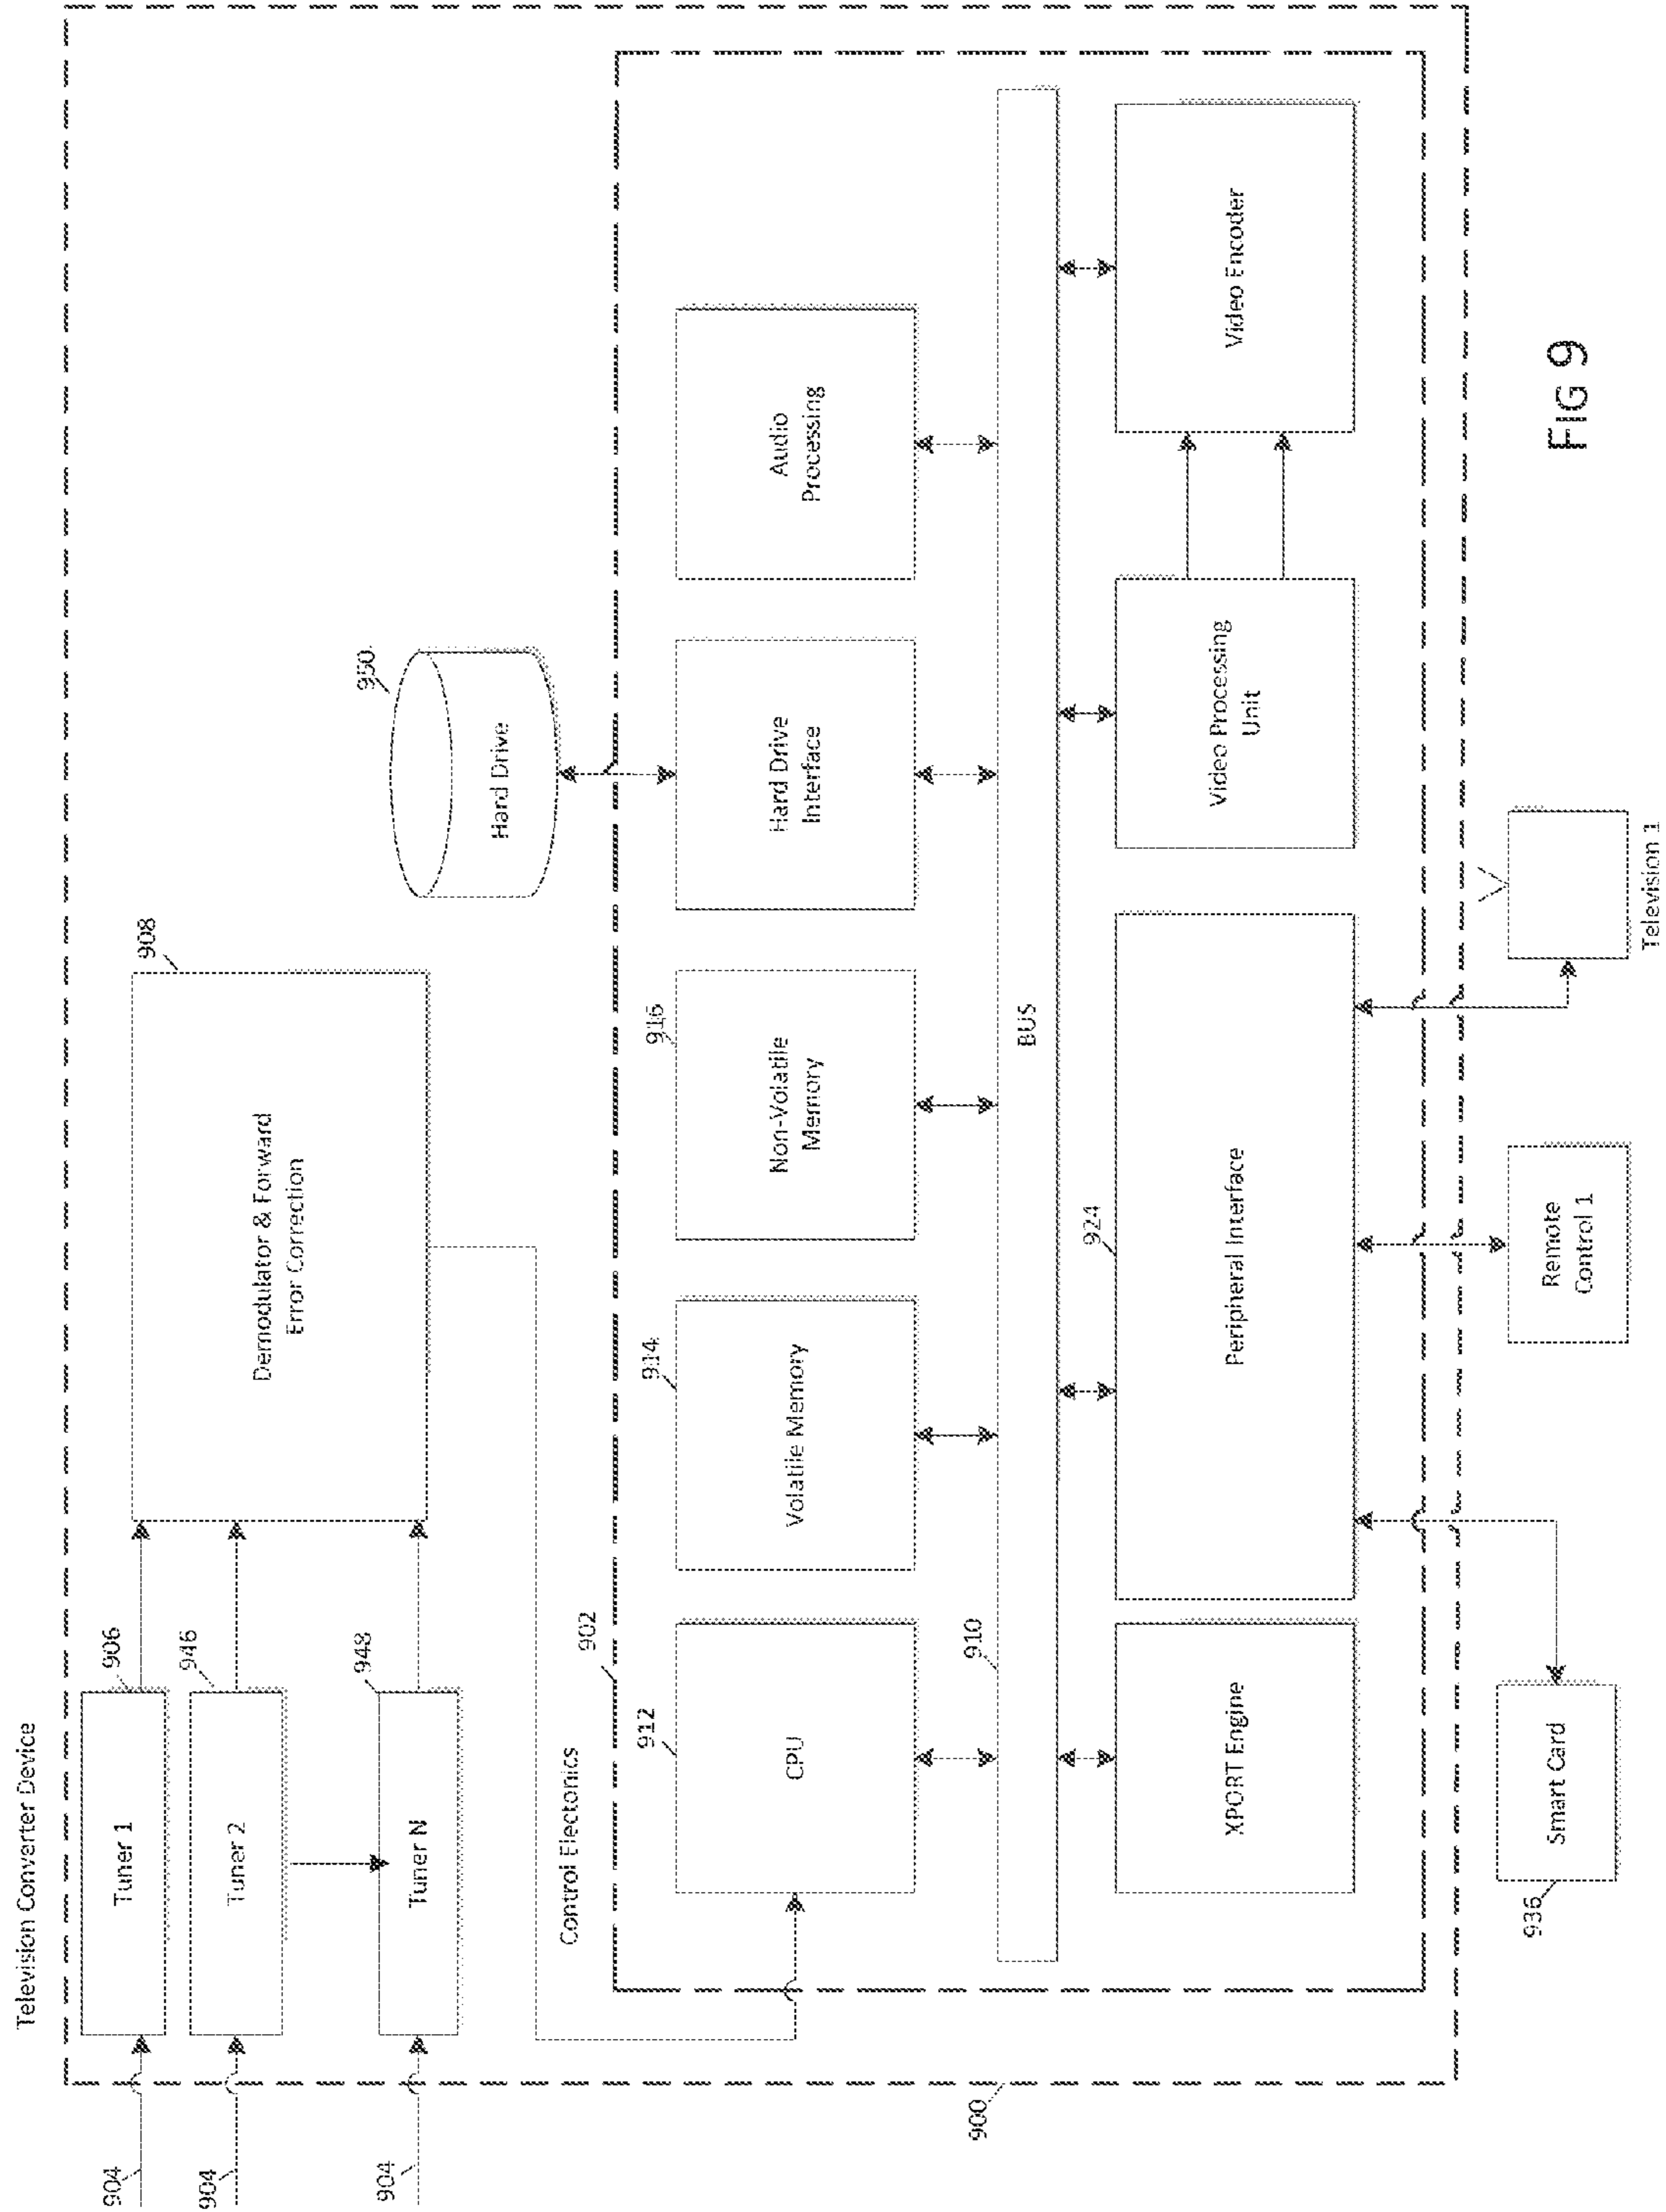 Television Converter Device
904
904
904
Tuner 1
906
Tuner 2
946
Tuner N
948
Demodulator & Forward
Error Correction
908
Hard Drive
950
Control Electonics
902
CPU
912
Volatile Memory
914
Non-Volatile
Memory
916
Hard Drive
Interface
Audio
Processing
910
BUS
XPORT Engine
Peripheral Interface
924
Video Processing
Unit
Video Encoder
900
Smart Card
936
Remote
Control 1
Television 1
FIG 9